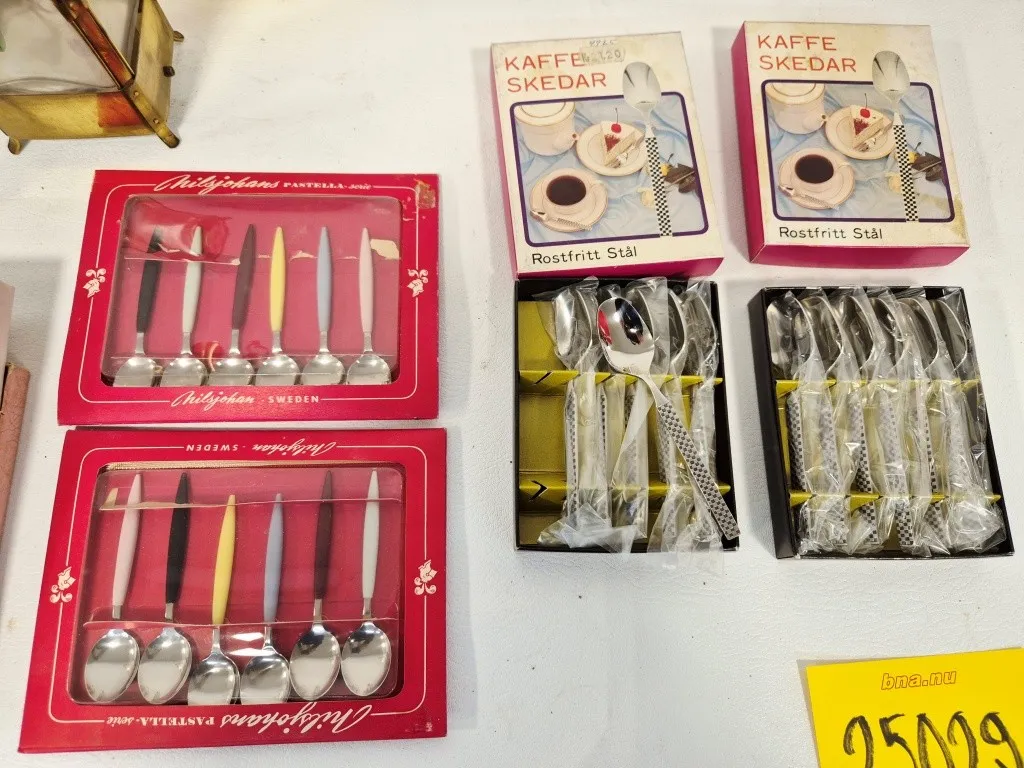 Nilsjohans PASTELLA-serie
Nilsjohan SWEDEN
Nilsjohan - SWEDEN
Nilsjohans PASTELLA-serie
KAFFE
SKEDAR
Rostfritt Stål
KAFFE
SKEDAR
Rostfritt Stål
bna.nu
25029